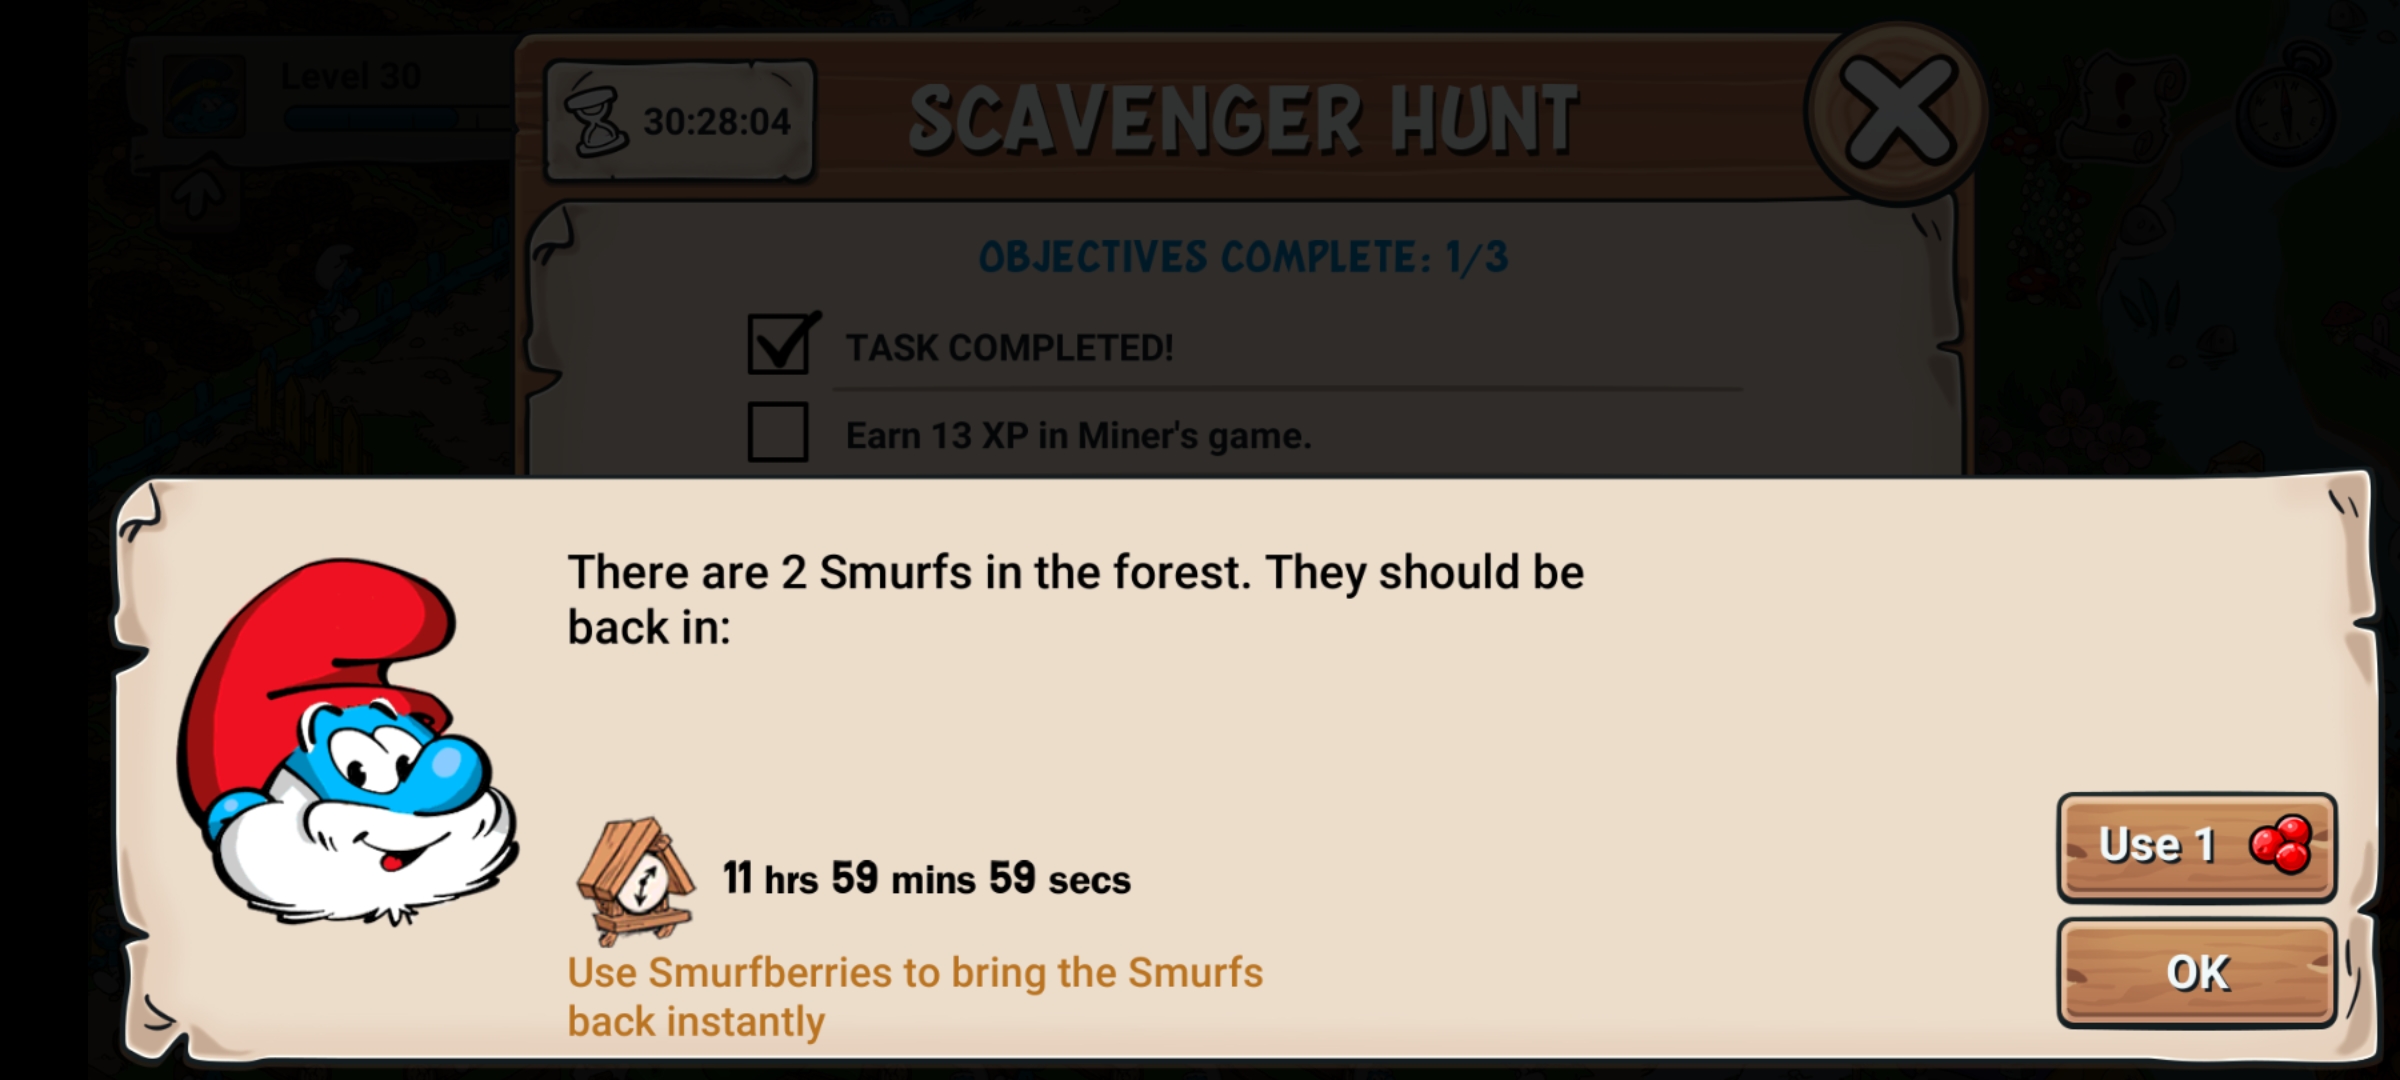 Level 30
30:28:04
SCAVENGER HUNT
OBJECTIVES COMPLETE: 1/3
TASK COMPLETED!
Earn 13 XP in Miner's game.
There are 2 Smurfs in the forest. They should be
back in:
11 hrs 59 mins 59 secs
Use Smurfberries to bring the Smurfs
back instantly
Use 1
OK